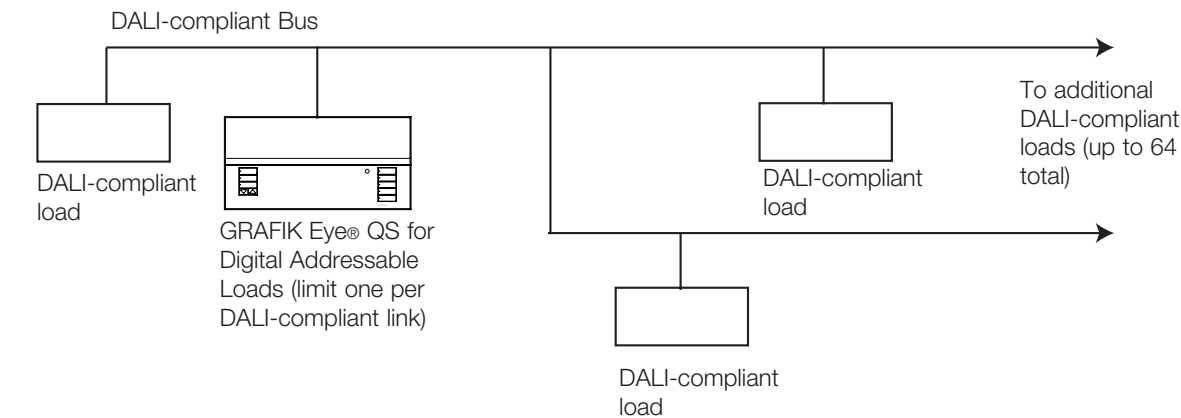 DALI-compliant Bus
To additional
DALI-compliant
loads (up to 64
total)
DALI-compliant
load
GRAFIK Eye® QS for
Digital Addressable
Loads (limit one per
DALI-compliant link)
DALI-compliant
load
DALI-compliant
load